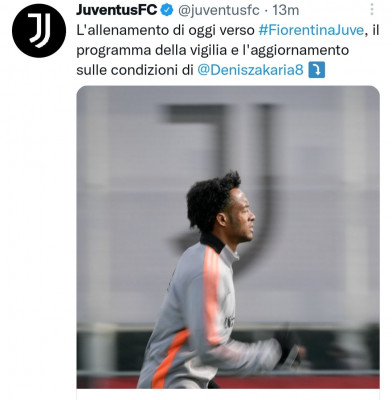 JuventusFC @juventusfc · 13m
L'allenamento di oggi verso #FiorentinaJuve, il
programma della vigilia e l'aggiornamento
sulle condizioni di @Deniszakaria8